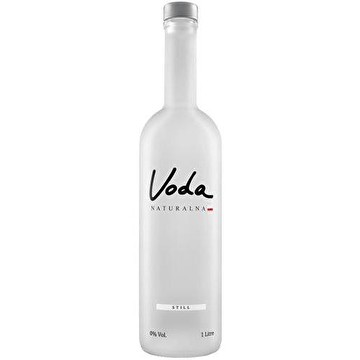 Voda
NATURALNA
STILL
0% Vol. 1 Litre